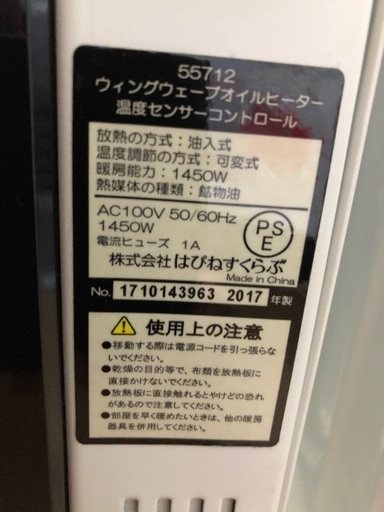 55712
ウィングウェーブオイルヒーター
温度センサーコントロール
放熱の方式：油入式
温度調節の方式：可変式
暖房能力：1450W
熱媒体の種類：鉱物油
AC100V 50/60Hz
1450W
電流ヒューズ 1A
PSE
株式会社 はぴねすくらぶ
Made in China
No. 1710143963 2017 年製
使用上の注意
●移動する際は電源コードを引っ張らな
いでください。
●乾燥の目的等で、布類を放熱板に
直接かけないでください。
●放熱板に直接触れるとやけどの恐れ
があるので注意してください。
●部屋を早く暖めたいときは、他の暖房
器具を併用してください。